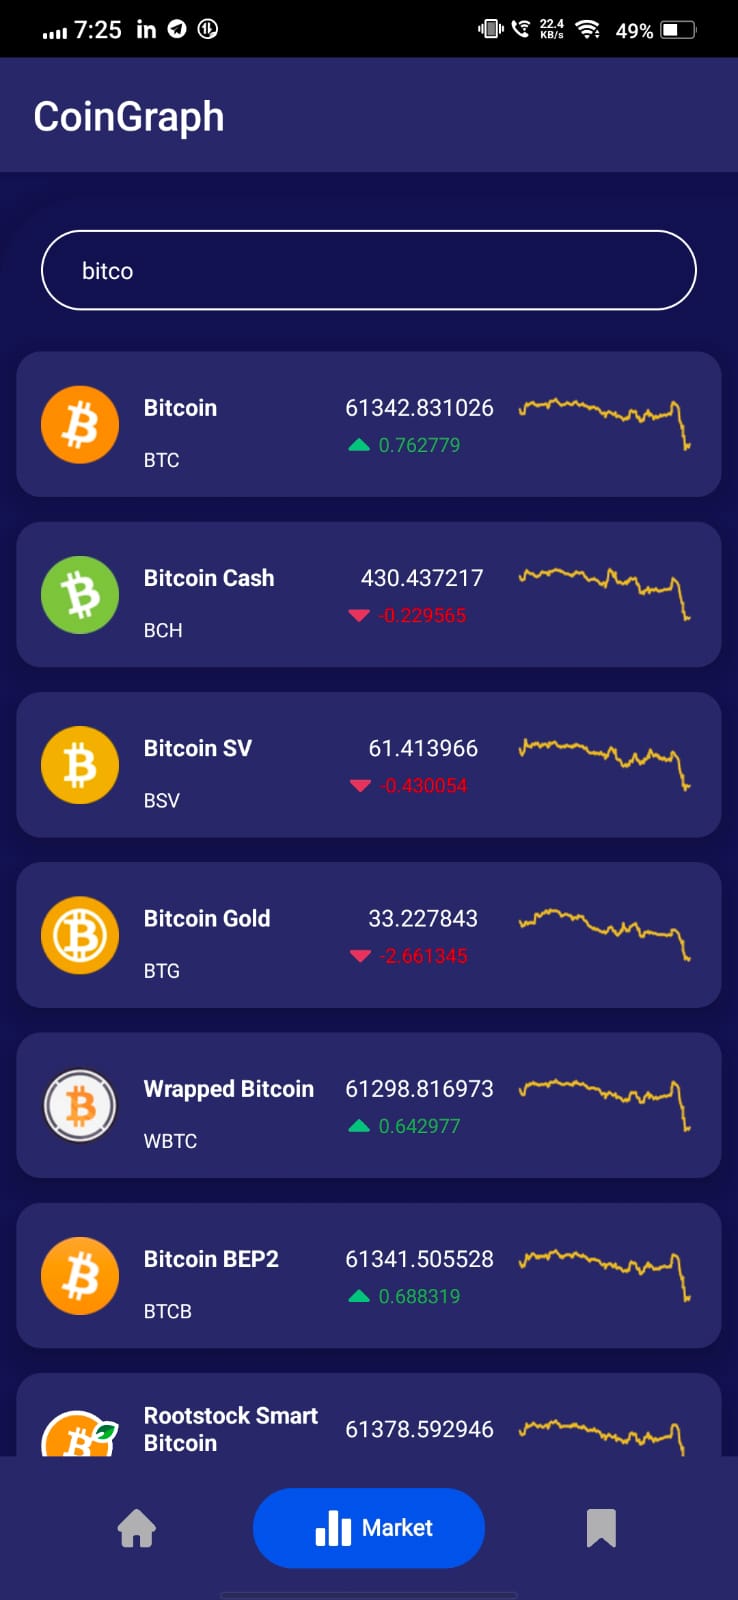 7:25 in 22.4 KB/s 49%
CoinGraph
bitco
Bitcoin 61342.831026
BTC 0.762779
Bitcoin Cash 430.437217
BCH -0.229565
Bitcoin SV 61.413966
BSV -0.430054
Bitcoin Gold 33.227843
BTG -2.661345
Wrapped Bitcoin 61298.816973
WBTC 0.642977
Bitcoin BEP2 61341.505528
BTCB 0.688319
Rootstock Smart
Bitcoin 61378.592946
Market